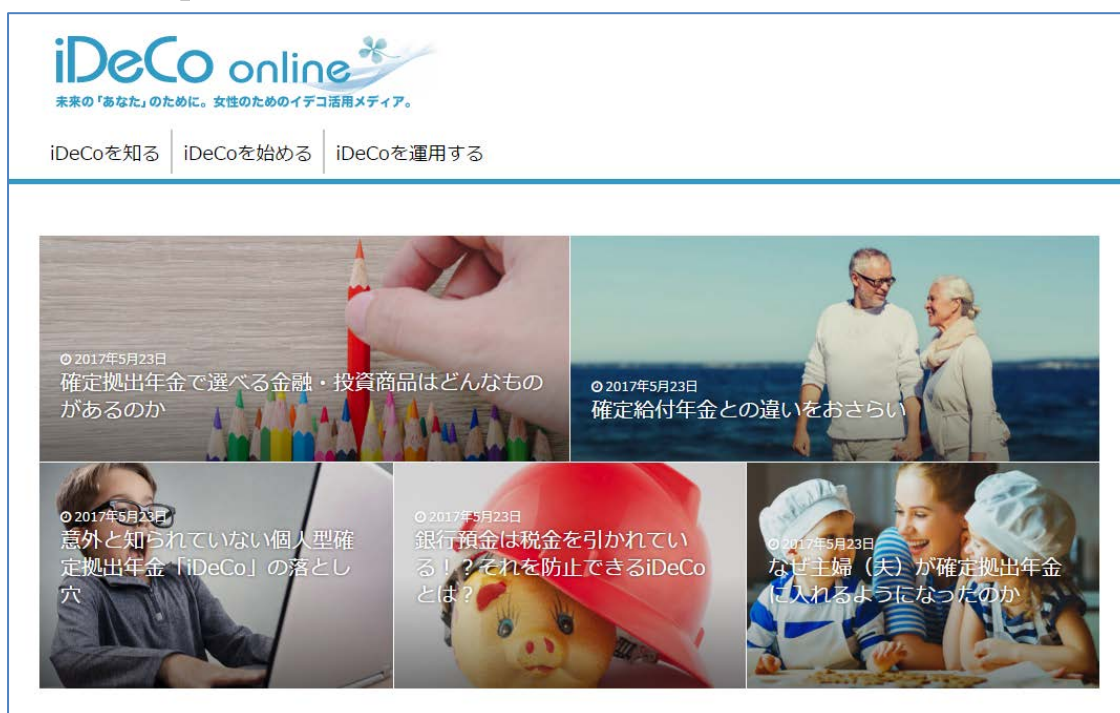 iDeCo online
未来の「あなた」のために。女性のためのイデコ活用メディア。
iDeCoを知る
iDeCoを始める
iDeCoを運用する
2017年5月23日
確定拠出年金で選べる金融・投資商品はどんなもの
があるのか
2017年5月23日
確定給付年金との違いをおさらい
2017年5月23日
意外と知られていない個人型確
定拠出年金「iDeCo」の落とし
穴
2017年5月23日
銀行預金は税金を引かれてい
る！？それを防止できるiDeCo
とは？
2017年5月23日
なぜ主婦（夫）が確定拠出年金
に入れるようになったのか